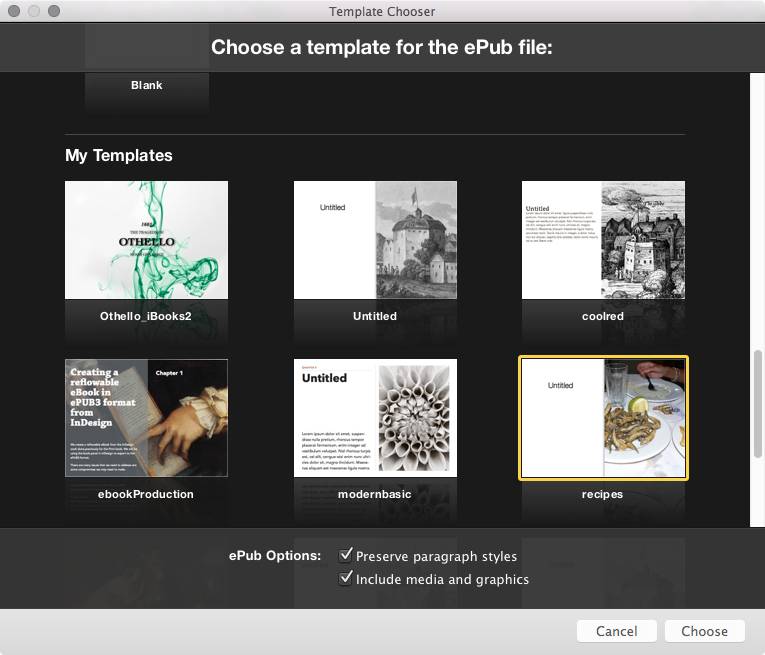 Template Chooser
Choose a template for the ePub file:
Blank
My Templates
THE TRAGEDY OF
OTHELLO
Othello_iBooks2
Untitled
Untitled
Untitled
coolred
Creating a
reflowable
eBook in
ePUB3 format
from
InDesign
Chapter 1
ebookProduction
Untitled
modernbasic
Untitled
recipes
ePub Options:
Preserve paragraph styles
Include media and graphics
Cancel
Choose